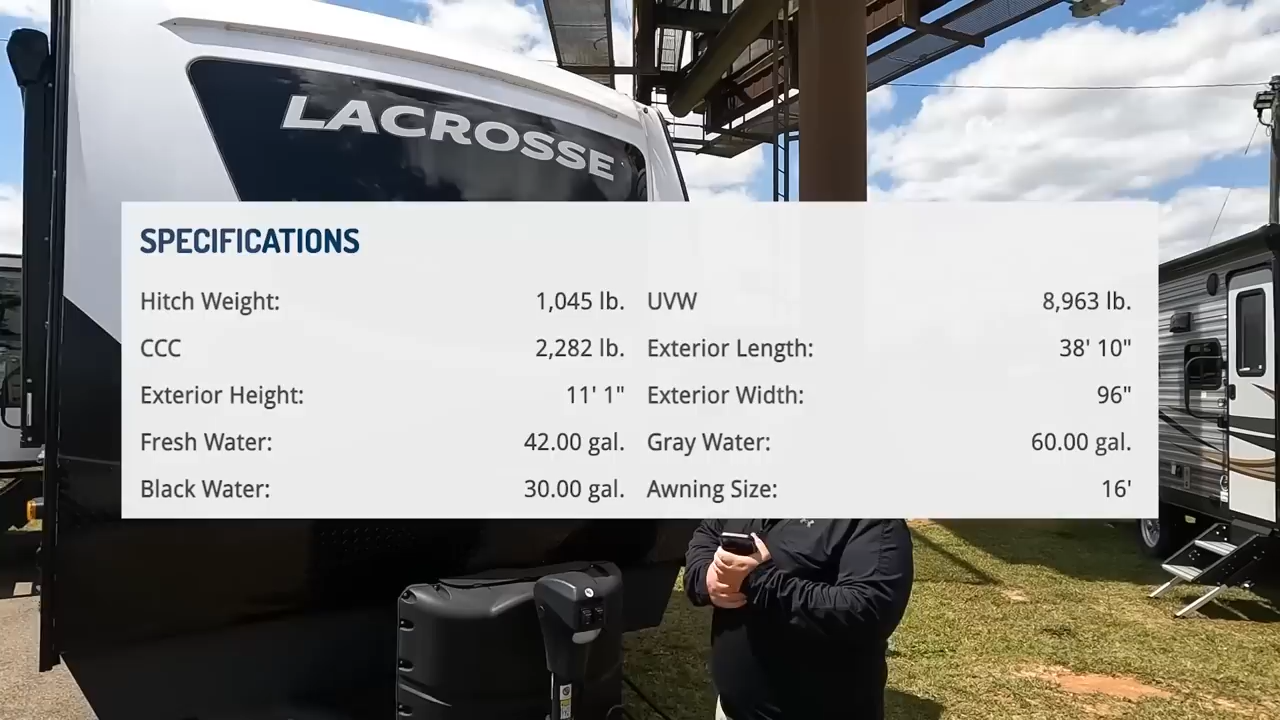 LACROSSE
SPECIFICATIONS
Hitch Weight: 1,045 lb. UVW 8,963 lb.
CCC 2,282 lb. Exterior Length: 38' 10"
Exterior Height: 11' 1" Exterior Width: 96"
Fresh Water: 42.00 gal. Gray Water: 60.00 gal.
Black Water: 30.00 gal. Awning Size: 16'